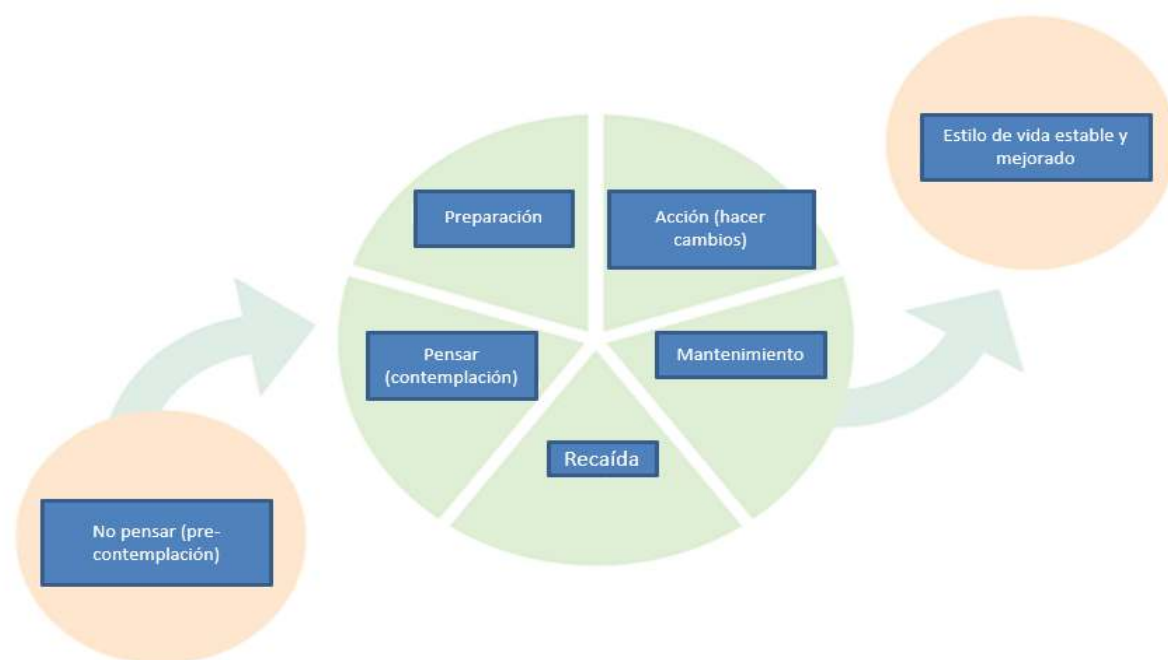 Estilo de vida estable y
mejorado
Preparación
Acción (hacer
cambios)
Pensar
(contemplación)
Mantenimiento
Recaída
No pensar (pre-
contemplación)